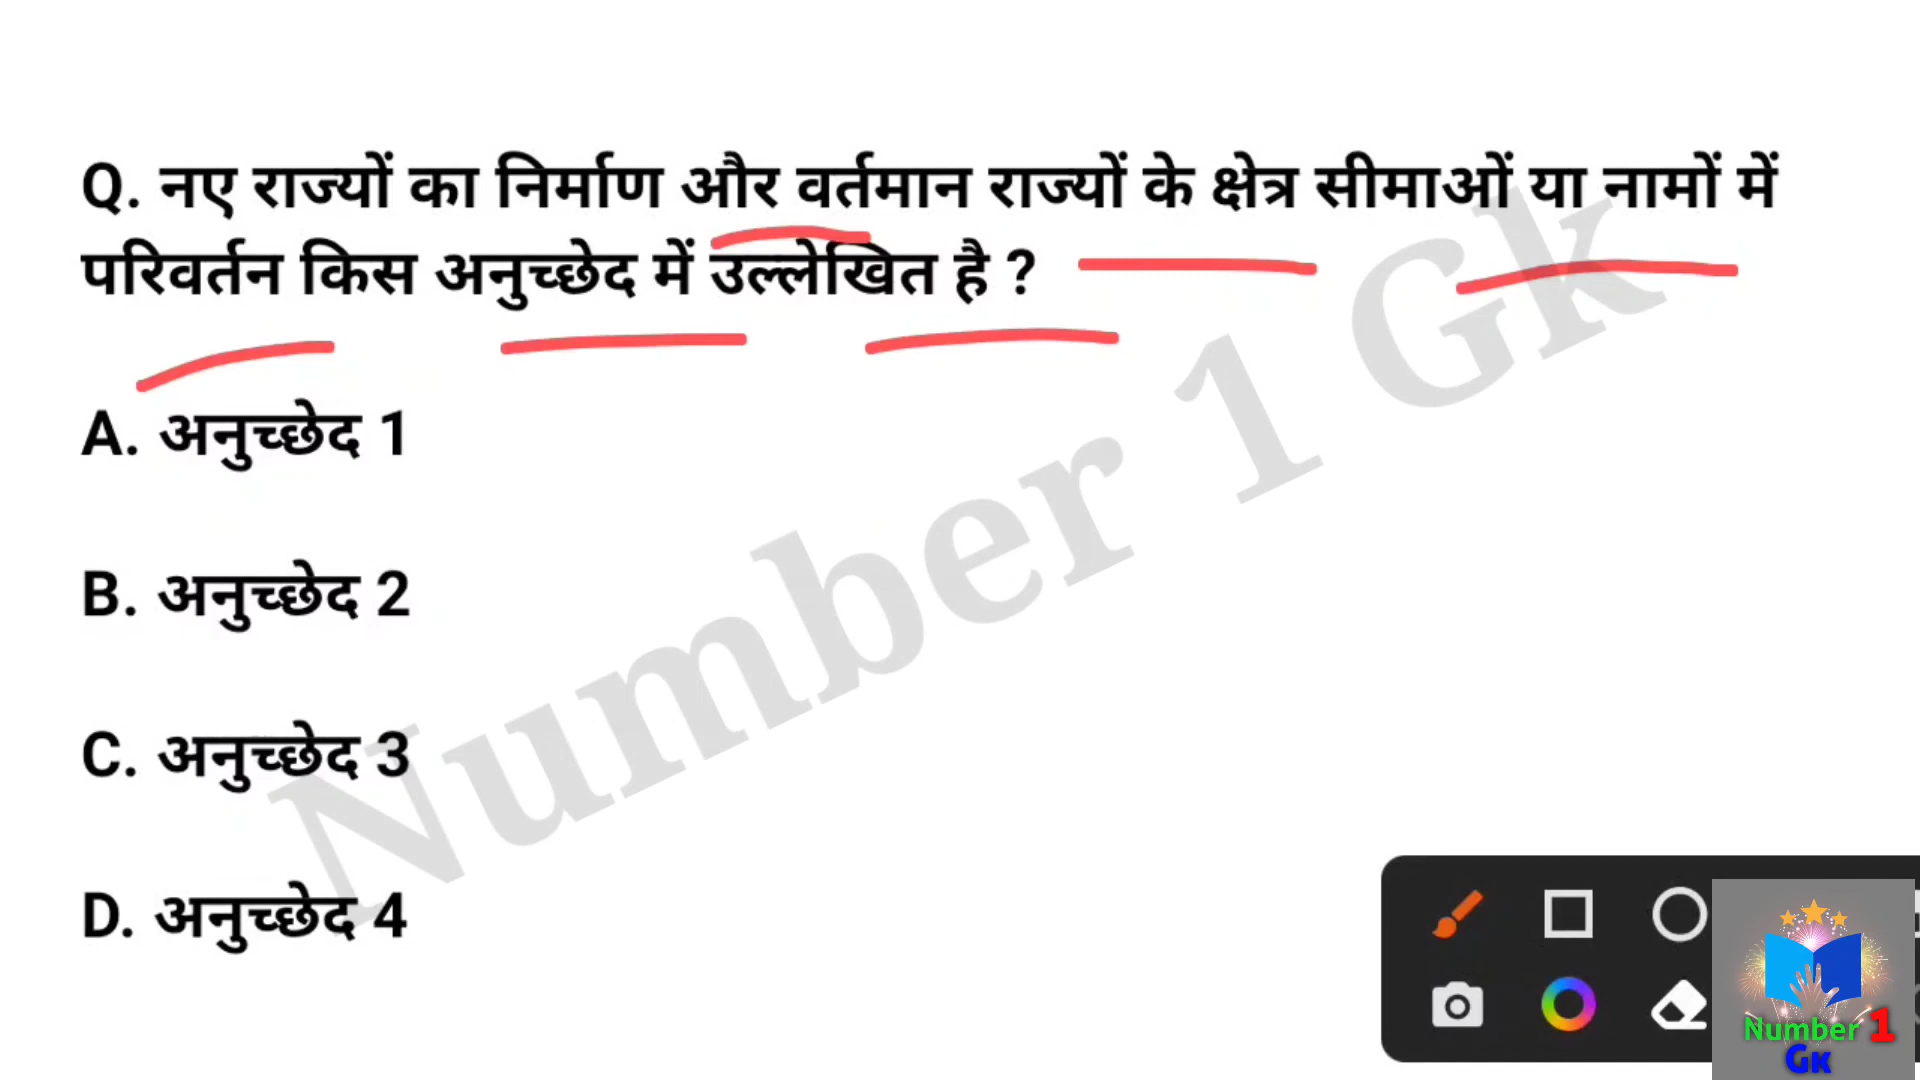 Q. नए राज्यों का निर्माण और वर्तमान राज्यों के क्षेत्र सीमाओं या नामों में
परिवर्तन किस अनुच्छेद में उल्लेखित है ?
A. अनुच्छेद 1
B. अनुच्छेद 2
C. अनुच्छेद 3
D. अनुच्छेद 4
Number 1 Gk
Number 1
GK